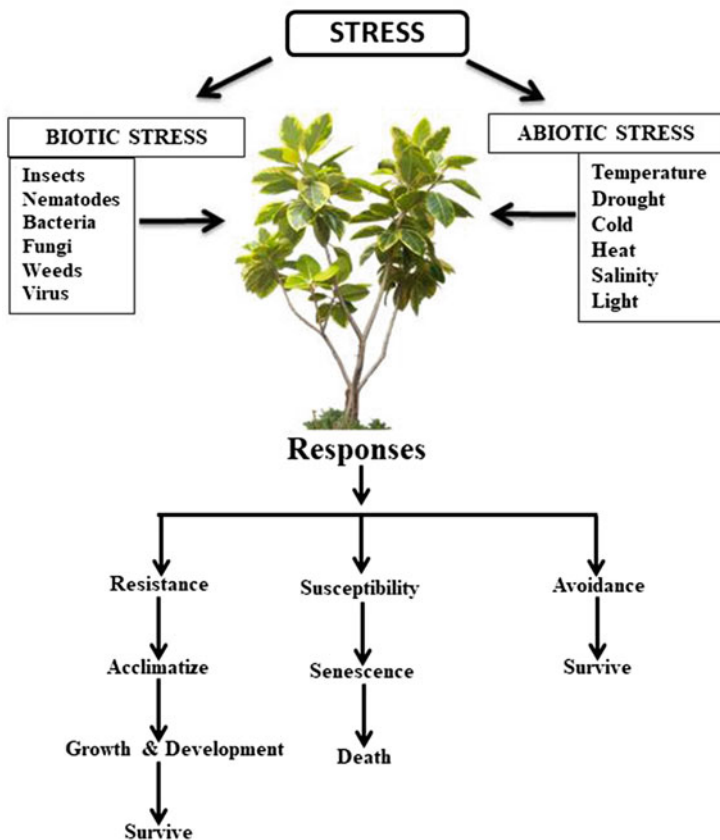 STRESS
BIOTIC STRESS
Insects
Nematodes
Bacteria
Fungi
Weeds
Virus
ABIOTIC STRESS
Temperature
Drought
Cold
Heat
Salinity
Light
Responses
Resistance
Susceptibility
Avoidance
Acclimatize
Senescence
Survive
Growth & Development
Death
Survive